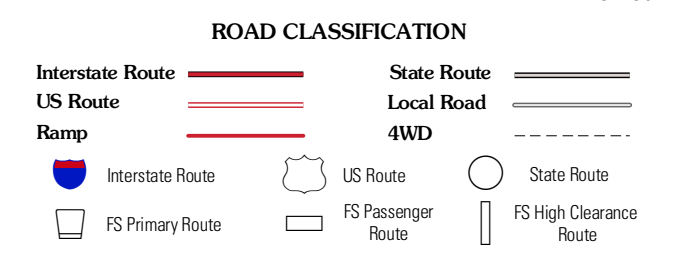 ROAD CLASSIFICATION
Interstate Route
State Route
US Route
Local Road
Ramp
4WD
Interstate Route
US Route
State Route
FS Primary Route
FS Passenger
Route
FS High Clearance
Route